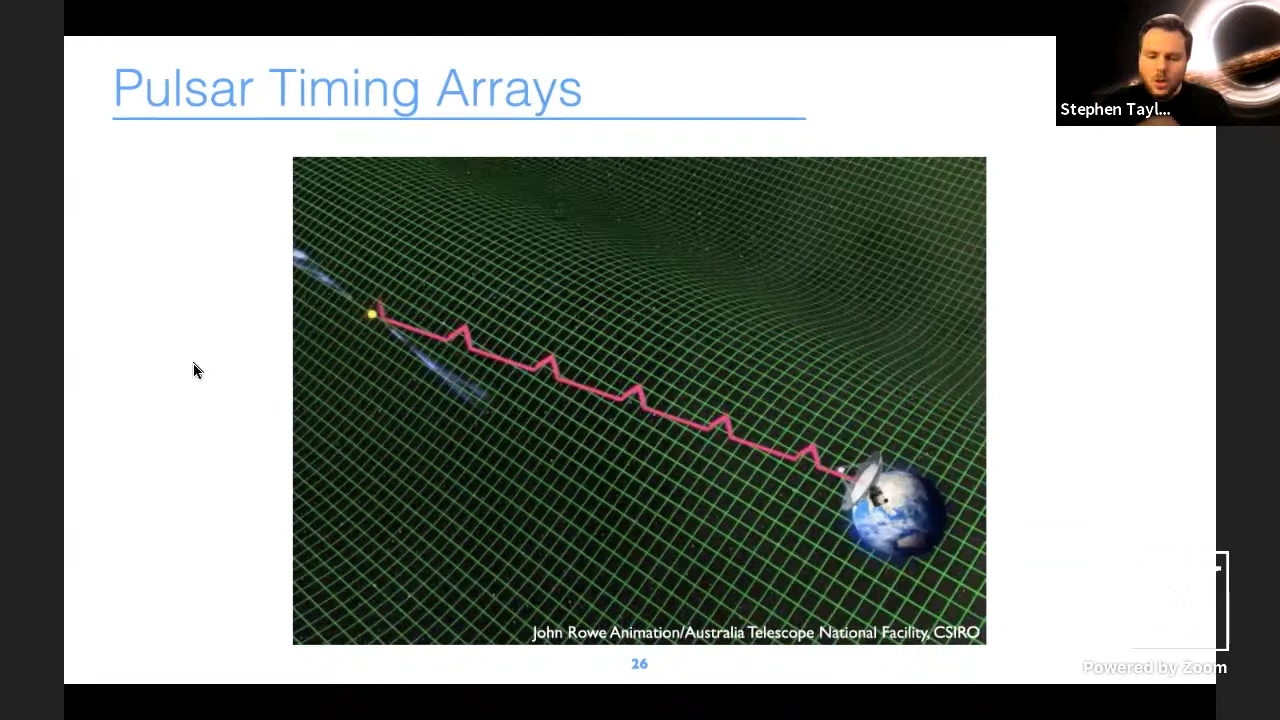 Pulsar Timing Arrays
Stephen Tayl...
John Rowe Animation/Australia Telescope National Facility, CSIRO
26
Powered by Zoom